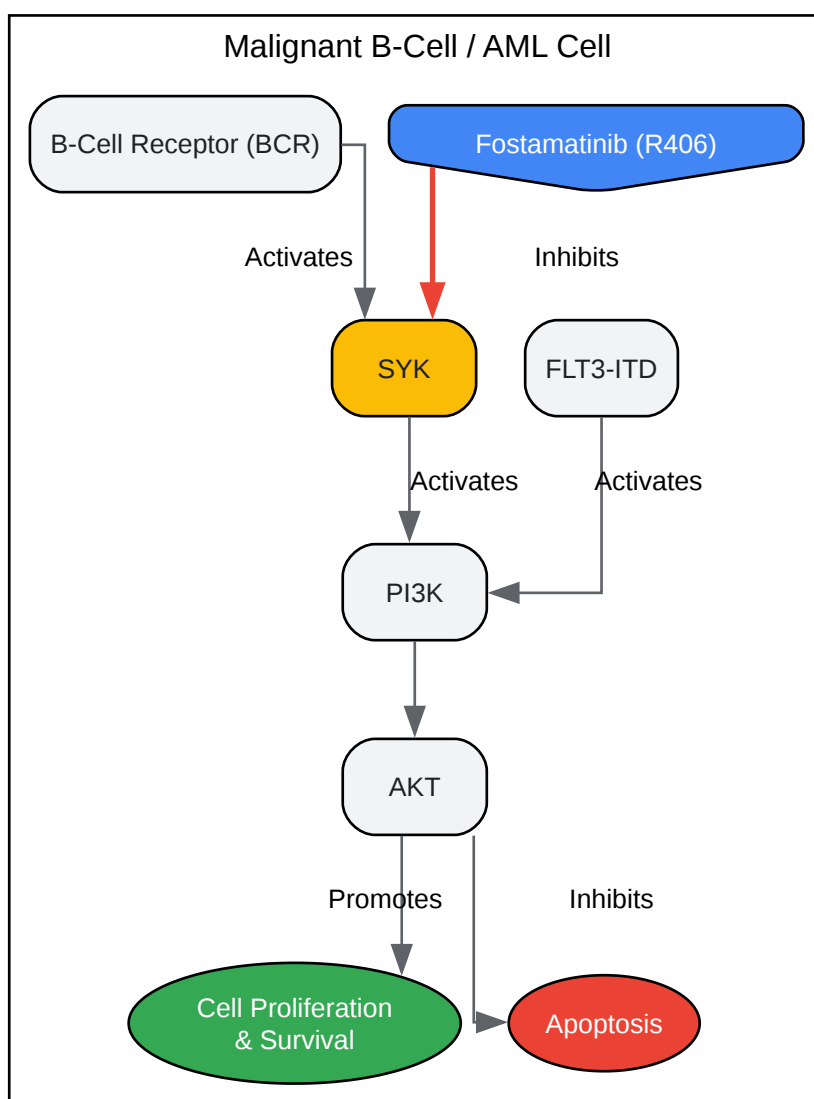 Malignant B-Cell / AML Cell
B-Cell Receptor (BCR)
Fostamatinib (R406)
Activates
Inhibits
SYK
FLT3-ITD
Activates
Activates
PI3K
AKT
Promotes
Inhibits
Cell Proliferation
& Survival
Apoptosis